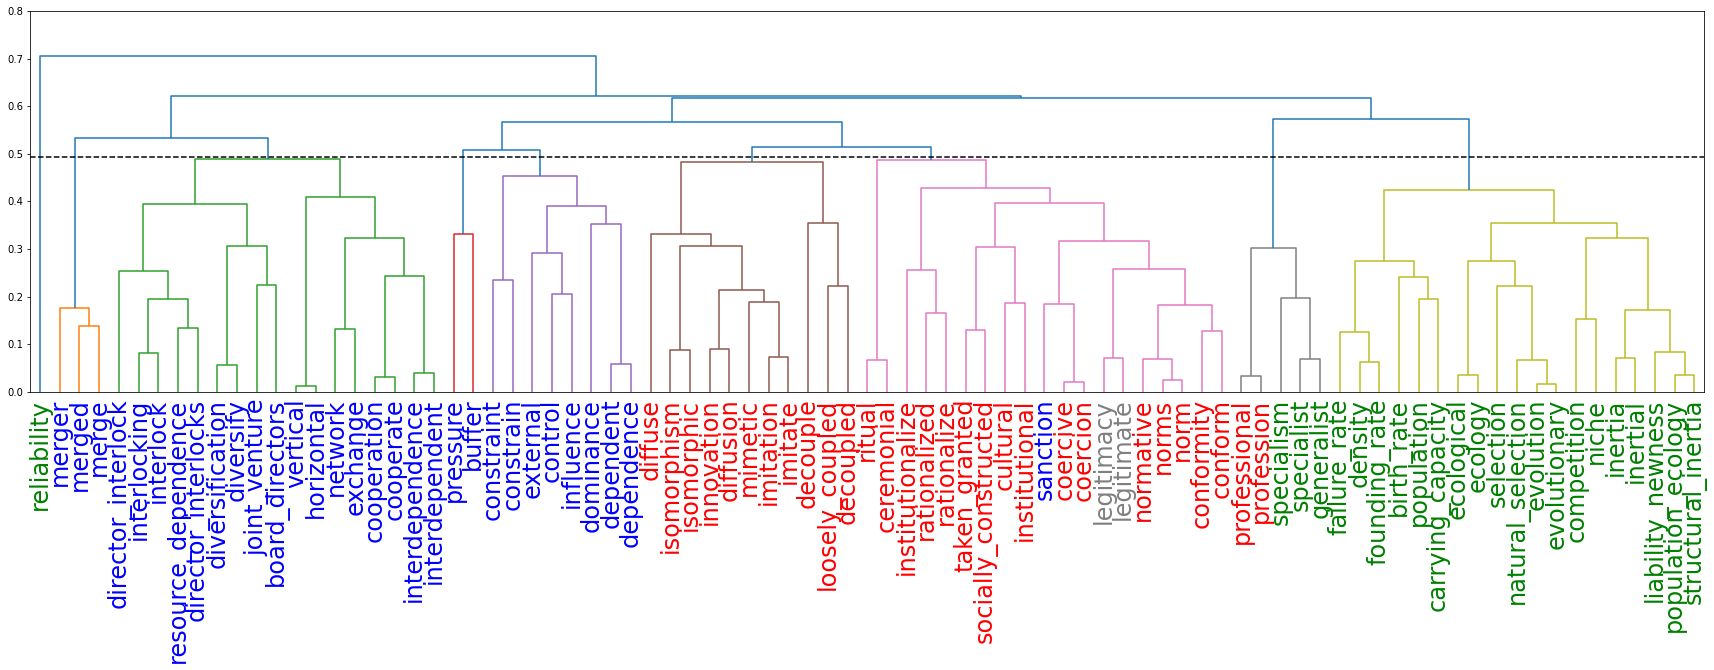 0.8
0.7
0.6
0.5
0.4
0.3
0.2
0.1
0.0
reliability
merger
merged
merge
director_interlock
interlocking
interlock
resource_dependence
director_interlocks
diversification
diversify
joint_venture
board_directors
vertical
horizontal
network
exchange
cooperation
cooperate
interdependence
interdependent
pressure
buffer
constraint
constrain
external
control
influence
dominance
dependent
dependence
diffuse
isomorphism
isomorphic
innovation
diffusion
mimetic
imitation
imitate
decouple
loosely_coupled
decoupled
ritual
ceremonial
institutionalize
rationalized
rationalize
taken_granted
socially_constructed
cultural
institutional
sanction
coercive
coercion
legitimacy
legitimate
normative
norms
norm
conformity
conform
professional
profession
specialism
specialist
generalist
failure_rate
density
founding_rate
birth_rate
population
carrying_capacity
ecological
ecology
selection
natural_selection
evolution
evolutionary
competition
niche
inertia
inertial
liability_newness
population_ecology
structural_inertia